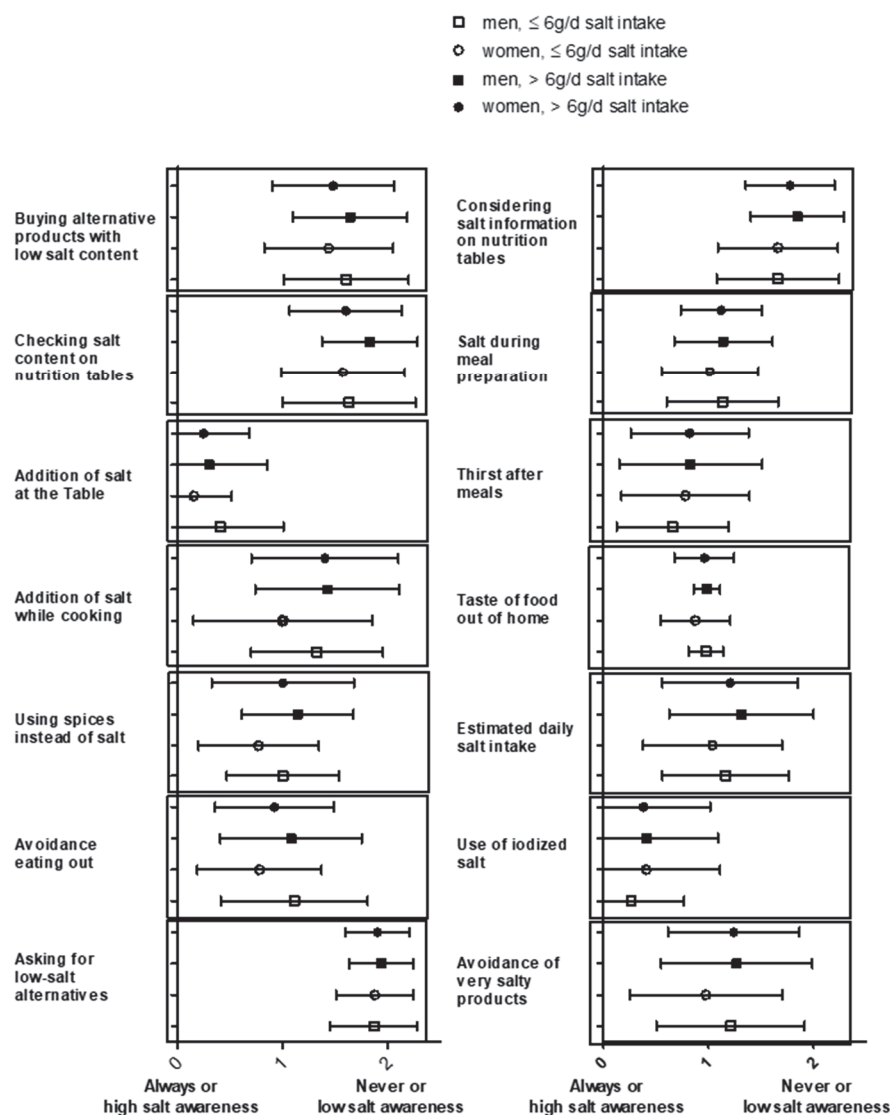 men, ≤ 6g/d salt intake
women, ≤ 6g/d salt intake
men, > 6g/d salt intake
women, > 6g/d salt intake
Buying alternative
products with
low salt content
Checking salt
content on
nutrition tables
Addition of salt
at the Table
Addition of salt
while cooking
Using spices
instead of salt
Avoidance
eating out
Asking for
low-salt
alternatives
0
1
2
Always or
high salt awareness
Never or
low salt awareness
Considering
salt information
on nutrition
tables
Salt during
meal
preparation
Thirst after
meals
Taste of food
out of home
Estimated daily
salt intake
Use of iodized
salt
Avoidance of
very salty
products
0
1
2
Always or
high salt awareness
Never or
low salt awareness